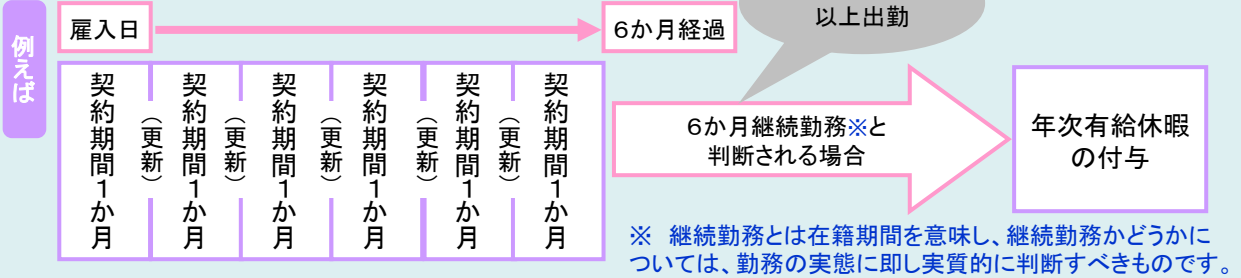 例えば
雇入日
6か月経過
以上出勤
契約期間1か月
（更新）
契約期間1か月
（更新）
契約期間1か月
（更新）
契約期間1か月
（更新）
契約期間1か月
（更新）
契約期間1か月
6か月継続勤務※と
判断される場合
年次有給休暇
の付与
※　継続勤務とは在籍期間を意味し、継続勤務かどうかに
ついては、勤務の実態に即し実質的に判断すべきものです。